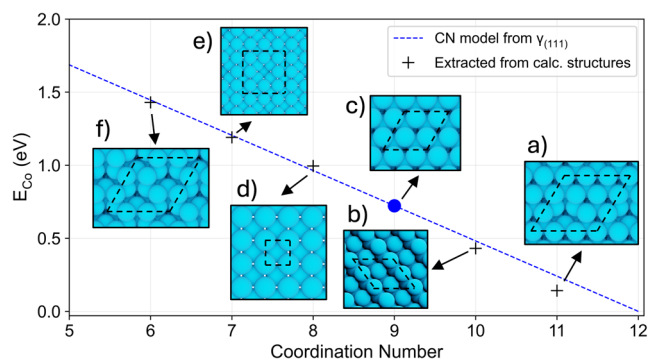 2.0
1.5
1.0
0.5
0.0
E_Co (eV)
5
6
7
8
9
10
11
12
Coordination Number
CN model from γ_(111)
Extracted from calc. structures
e)
c)
a)
f)
d)
b)